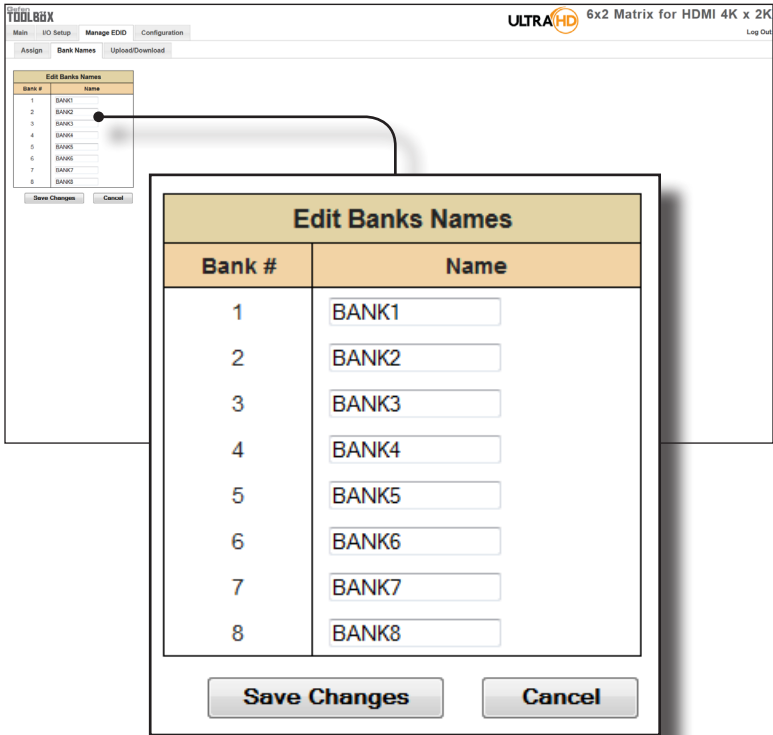 Gefen
TOOLBOX
ULTRA HD 6x2 Matrix for HDMI 4K x 2K
Main I/O Setup Manage EDID Configuration
Log Out
Assign Bank Names Upload/Download
Edit Banks Names
Bank # Name
1 BANK1
2 BANK2
3 BANK3
4 BANK4
5 BANK5
6 BANK6
7 BANK7
8 BANK8
Save Changes Cancel
Edit Banks Names
Bank # Name
1 BANK1
2 BANK2
3 BANK3
4 BANK4
5 BANK5
6 BANK6
7 BANK7
8 BANK8
Save Changes Cancel